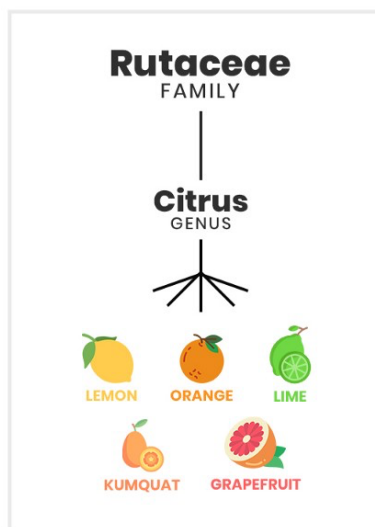 Rutaceae
FAMILY
Citrus
GENUS
LEMON ORANGE LIME
KUMQUAT GRAPEFRUIT